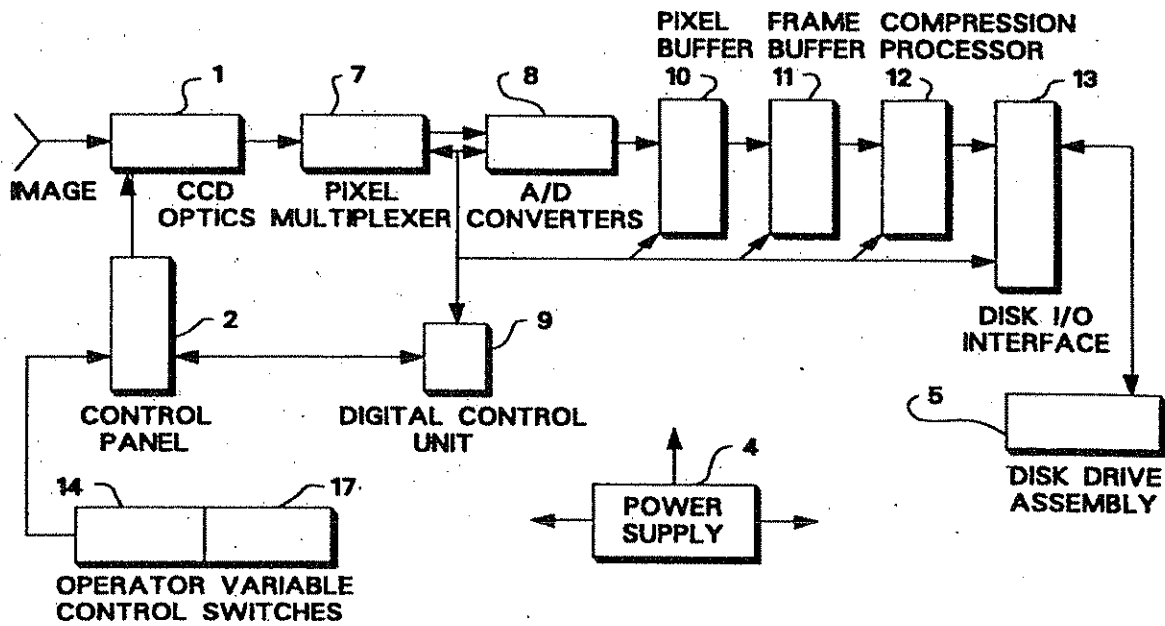 PIXEL BUFFER
FRAME BUFFER
COMPRESSION PROCESSOR
1
7
8
10
11
12
13
IMAGE
CCD
OPTICS
PIXEL
MULTIPLEXER
A/D
CONVERTERS
2
9
DISK I/O
INTERFACE
CONTROL
PANEL
DIGITAL CONTROL
UNIT
5
4
14
17
POWER
SUPPLY
DISK DRIVE
ASSEMBLY
OPERATOR VARIABLE
CONTROL SWITCHES